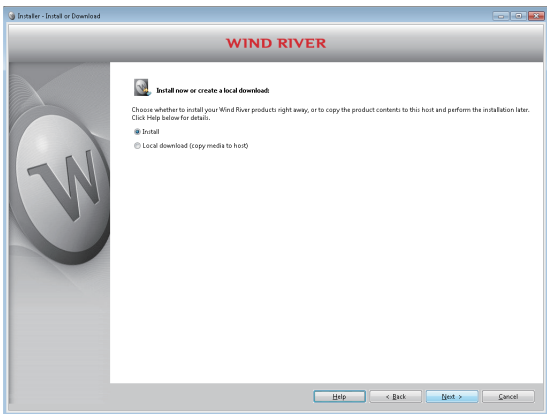 Installer - Install or Download
WIND RIVER
Install now or create a local download:
Choose whether to install your Wind River products right away, or to copy the product contents to this host and perform the installation later.
Click Help below for details.
Install
Local download (copy media to host)
W
Help
< Back
Next >
Cancel